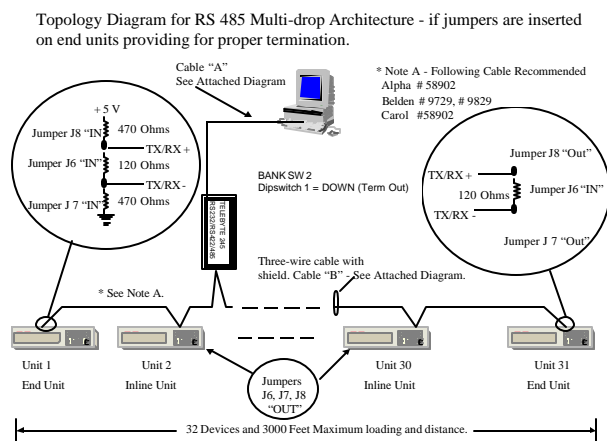 Topology Diagram for RS 485 Multi-drop Architecture - if jumpers are inserted
on end units providing for proper termination.
Cable “A”
See Attached Diagram
* Note A - Following Cable Recommended
Alpha # 58902
Belden # 9729, # 9829
Carol #58902
+ 5 V
Jumper J8 “IN”
470 Ohms
TX/RX +
Jumper J6 “IN”
120 Ohms
TX/RX -
Jumper J 7 “IN”
470 Ohms
BANK SW 2
Dipswitch 1 = DOWN (Term Out)
TELEBYTE 245
RS232/RS422/485
Jumper J8 “Out”
TX/RX +
120 Ohms
Jumper J6 “IN”
TX/RX -
Jumper J 7 “Out”
Three-wire cable with
shield. Cable “B” - See Attached Diagram.
* See Note A.
Unit 1
End Unit
Unit 2
Inline Unit
Jumpers
J6, J7, J8
“OUT”
Unit 30
Inline Unit
Unit 31
End Unit
32 Devices and 3000 Feet Maximum loading and distance.